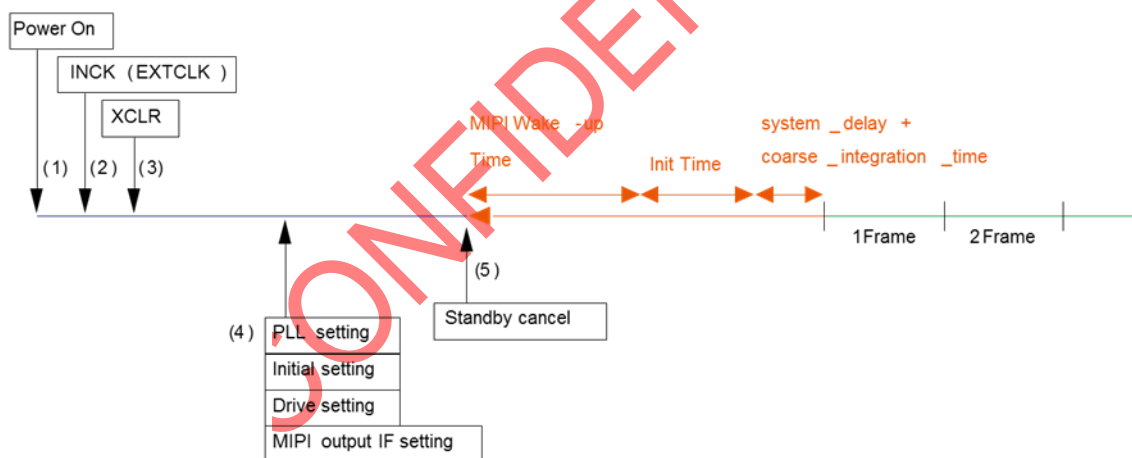 Power On
INCK (EXTCLK )
XCLR
(1)
(2)
(3)
MIPI Wake -up
Time
Init Time
system _delay +
coarse _integration _time
1Frame
2Frame
(5)
Standby cancel
(4)
PLL setting
Initial setting
Drive setting
MIPI output IF setting
CONFIDEN